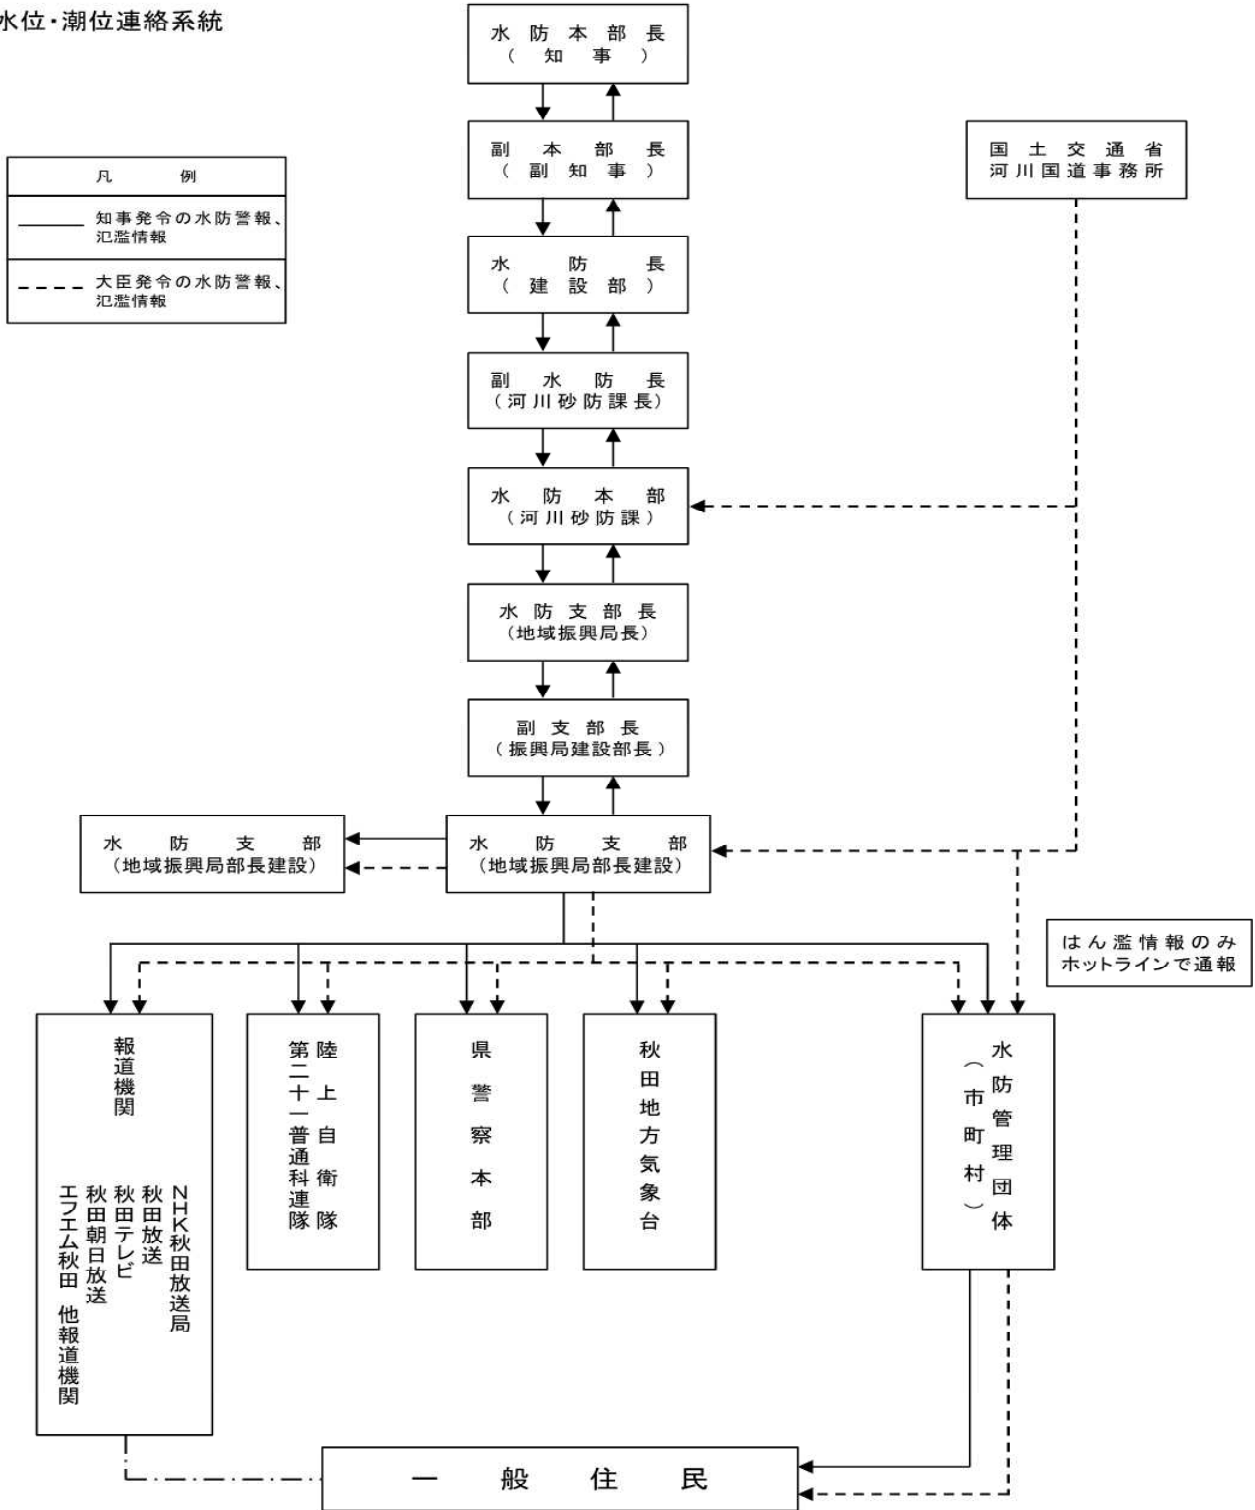 水位・潮位連絡系統
水防本部長
（知事）
副本部長
（副知事）
国土交通省
河川国道事務所
凡例
知事発令の水防警報、
氾濫情報
大臣発令の水防警報、
氾濫情報
水防長
（建設部）
副水防長
（河川砂防課長）
水防本部
（河川砂防課）
水防支部長
（地域振興局長）
副支部長
（振興局建設部長）
水防支部
（地域振興局部長建設）
水防支部
（地域振興局部長建設）
はん濫情報のみ
ホットラインで通報
報道機関
NHK秋田放送局
秋田放送
秋田テレビ
秋田朝日放送
エフエム秋田 他報道機関
陸上自衛隊
第二十一普通科連隊
県警察本部
秋田地方気象台
水防管理団体
（市町村）
一般住民